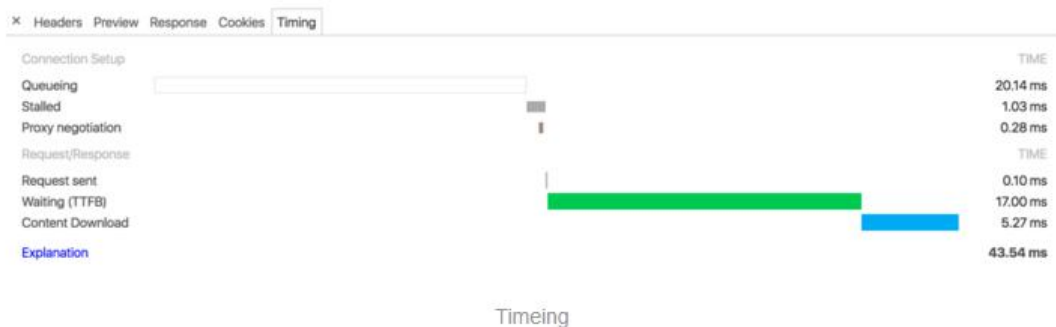 × Headers Preview Response Cookies Timing
Connection Setup TIME
Queueing 20.14 ms
Stalled 1.03 ms
Proxy negotiation 0.28 ms
Request/Response TIME
Request sent 0.10 ms
Waiting (TTFB) 17.00 ms
Content Download 5.27 ms
Explanation 43.54 ms
Timeing